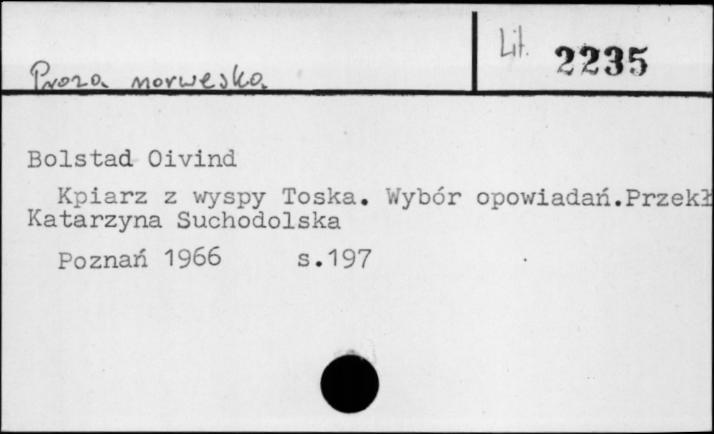 Lit. 2235
Proza norweska
Bolstad Oivind
Kpiarz z wyspy Toska. Wybór opowiadań.Przekł
Katarzyna Suchodolska
Poznań 1966 s.197